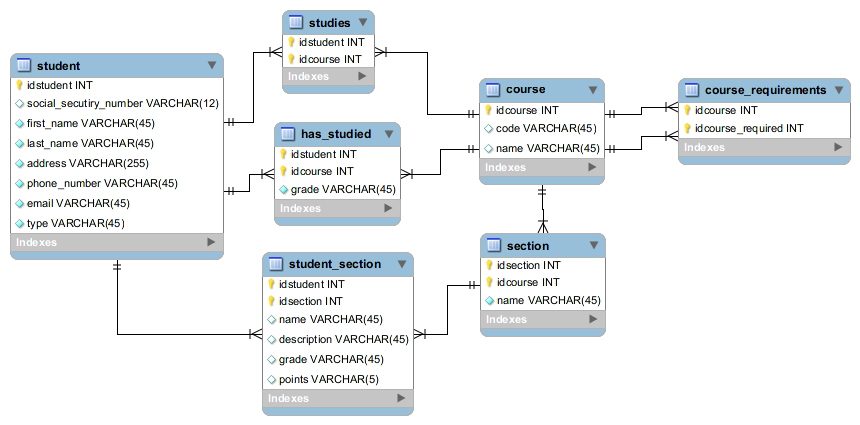 studies
idstudent INT
idcourse INT
Indexes
student
idstudent INT
social_secutiry_number VARCHAR(12)
first_name VARCHAR(45)
last_name VARCHAR(45)
address VARCHAR(255)
phone_number VARCHAR(45)
email VARCHAR(45)
type VARCHAR(45)
Indexes
has_studied
idstudent INT
idcourse INT
grade VARCHAR(45)
Indexes
course
idcourse INT
code VARCHAR(45)
name VARCHAR(45)
Indexes
course_requirements
idcourse INT
idcourse_required INT
Indexes
student_section
idstudent INT
idsection INT
name VARCHAR(45)
description VARCHAR(45)
grade VARCHAR(45)
points VARCHAR(5)
Indexes
section
idsection INT
idcourse INT
name VARCHAR(45)
Indexes